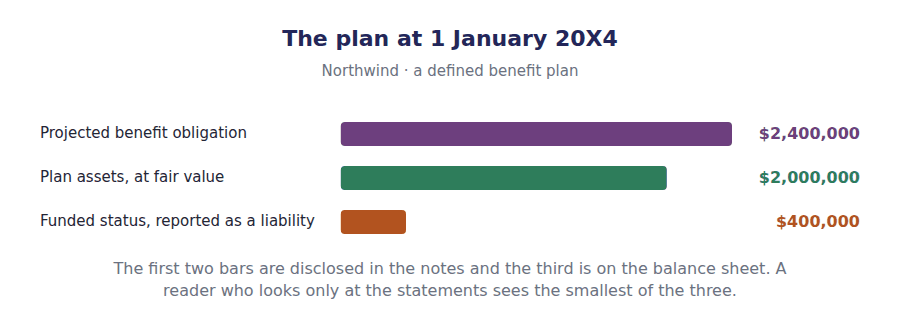 The plan at 1 January 20X4
Northwind · a defined benefit plan
Projected benefit obligation $2,400,000
Plan assets, at fair value $2,000,000
Funded status, reported as a liability $400,000
The first two bars are disclosed in the notes and the third is on the balance sheet. A
reader who looks only at the statements sees the smallest of the three.